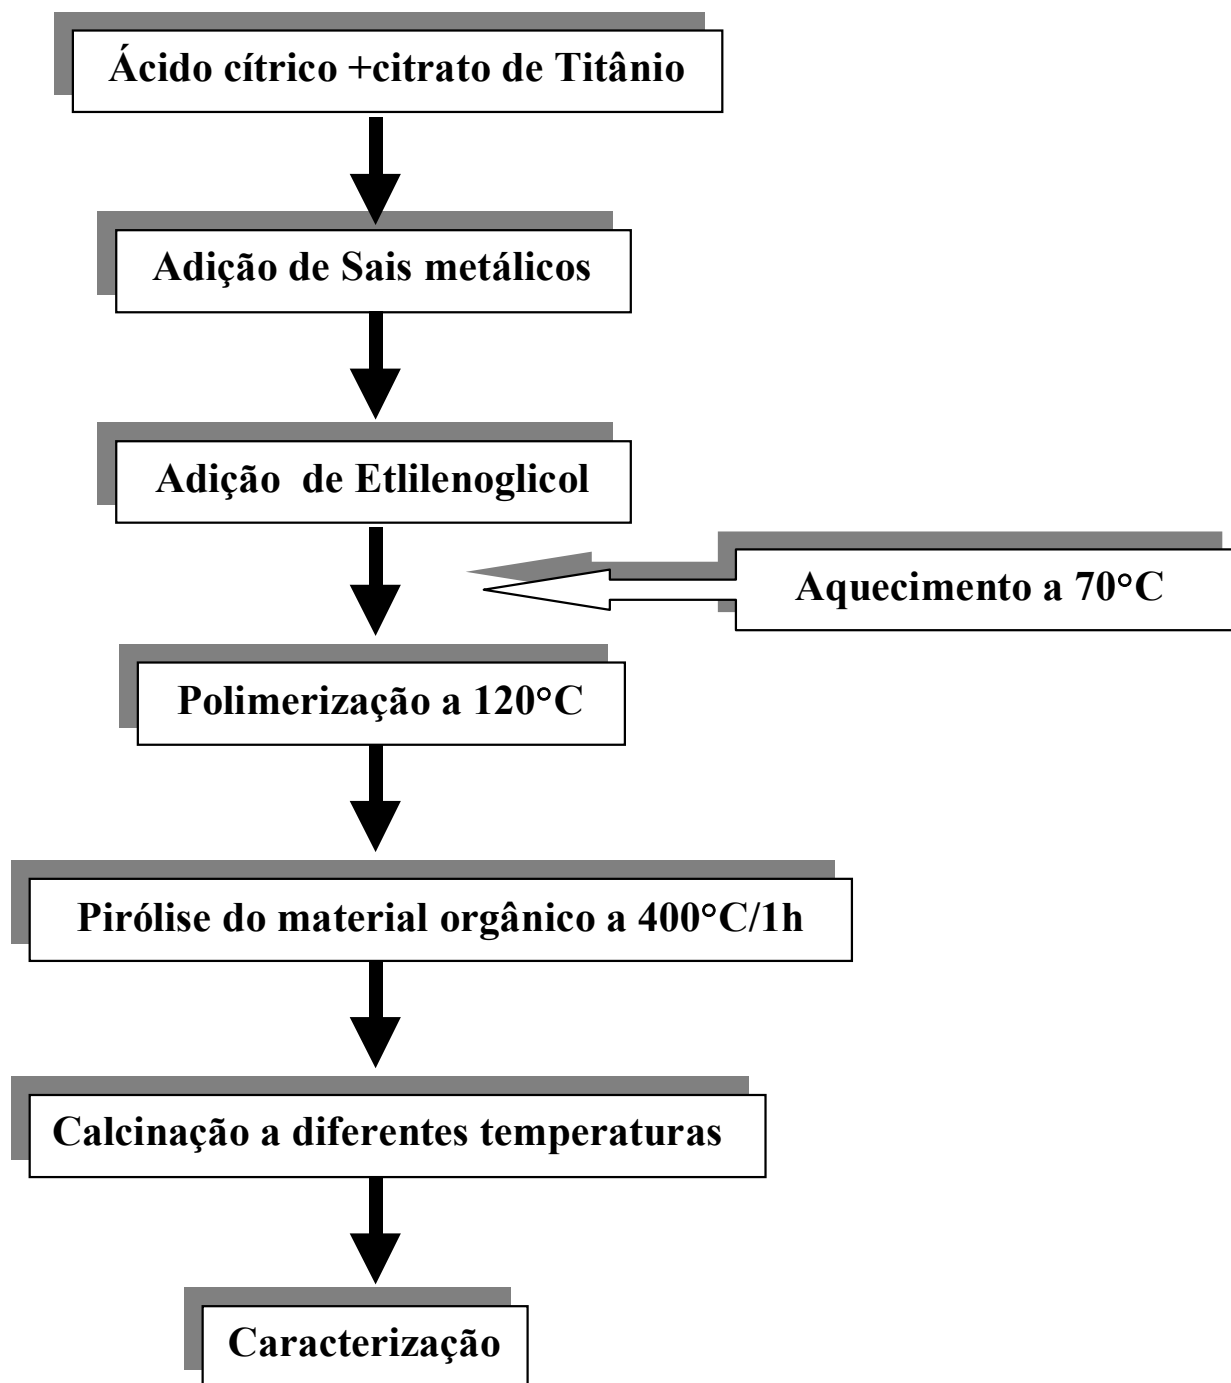 Ácido cítrico +citrato de Titânio
Adição de Sais metálicos
Adição de Etlilenoglicol
Aquecimento a 70°C
Polimerização a 120°C
Pirólise do material orgânico a 400°C/1h
Calcinação a diferentes temperaturas
Caracterização